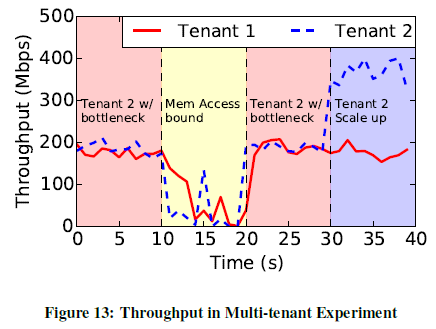 Tenant 1
Tenant 2
Throughput (Mbps)
500
400
300
200
100
0
Tenant 2 w/
bottleneck
Mem Access
bound
Tenant 2 w/
bottleneck
Tenant 2
Scale up
0
5
10
15
20
25
30
35
40
Time (s)
Figure 13: Throughput in Multi-tenant Experiment